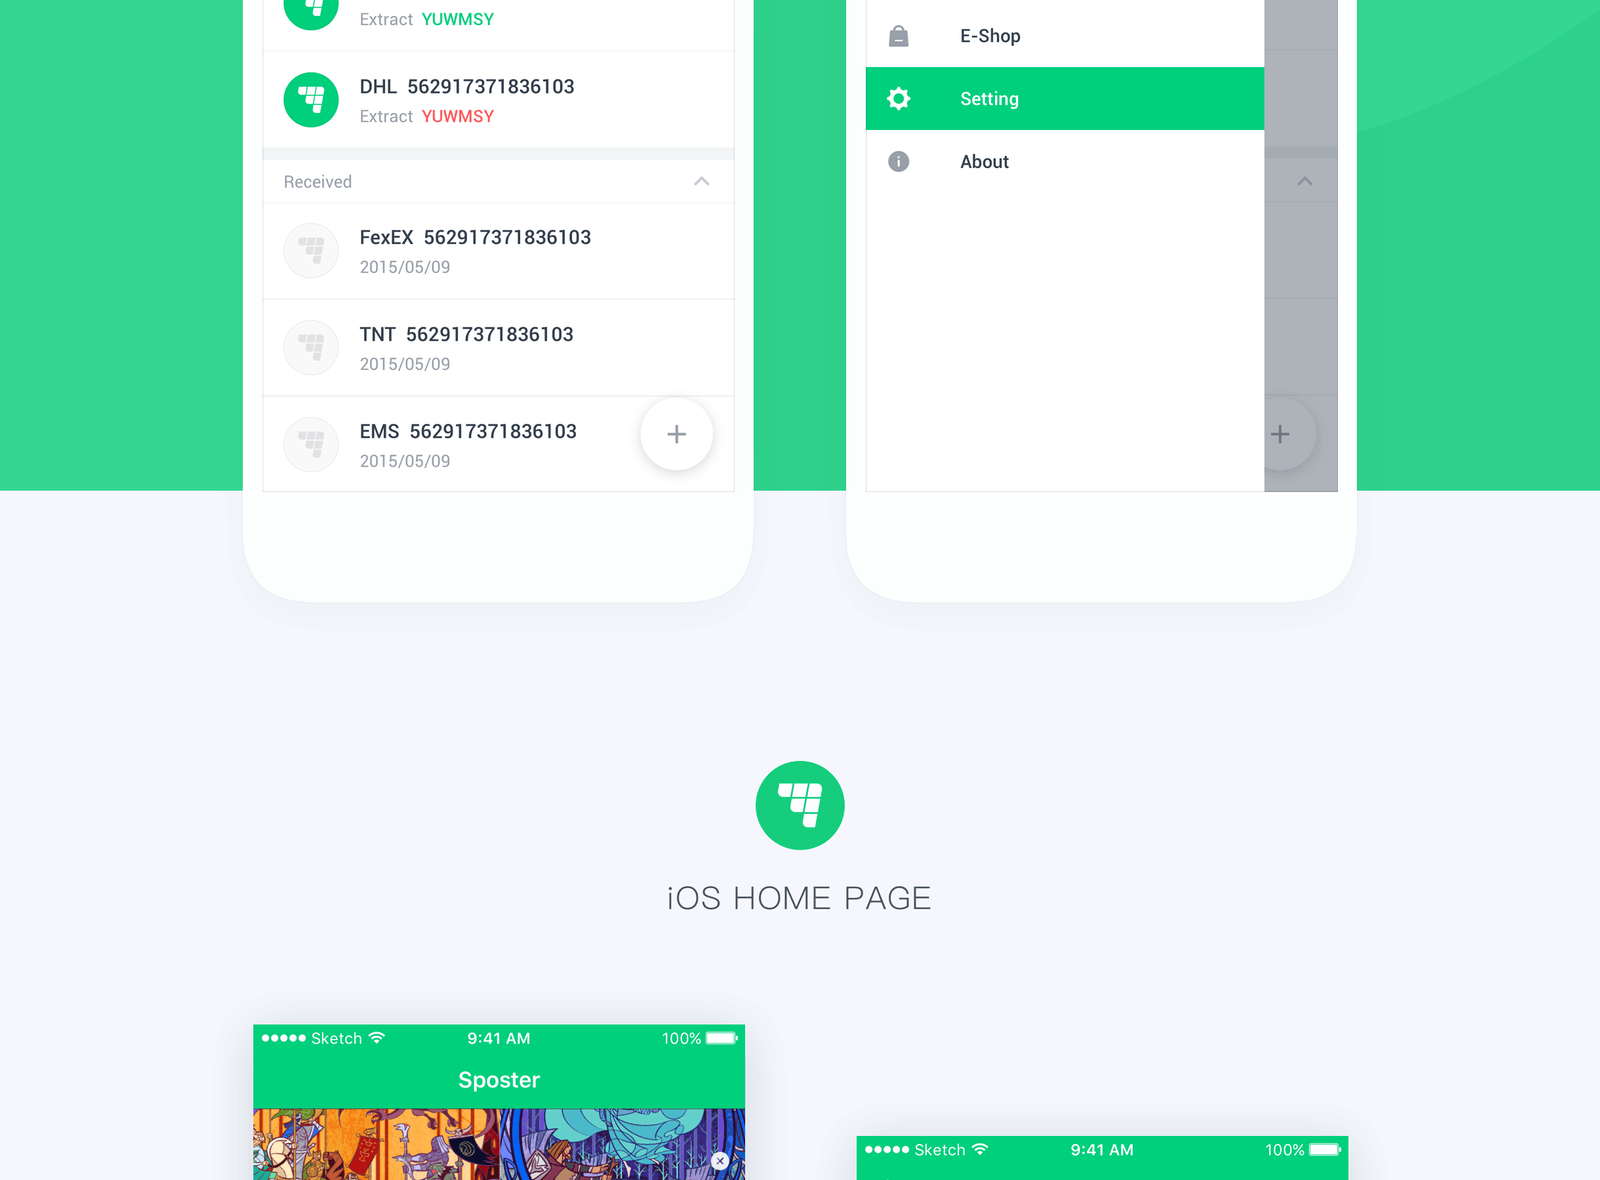 Extract YUWMSY
DHL 562917371836103
Extract YUWMSY
Received
FexEX 562917371836103
2015/05/09
TNT 562917371836103
2015/05/09
EMS 562917371836103
2015/05/09
E-Shop
Setting
About
iOS HOME PAGE
Sketch 9:41 AM 100%
Sposter
Sketch 9:41 AM 100%